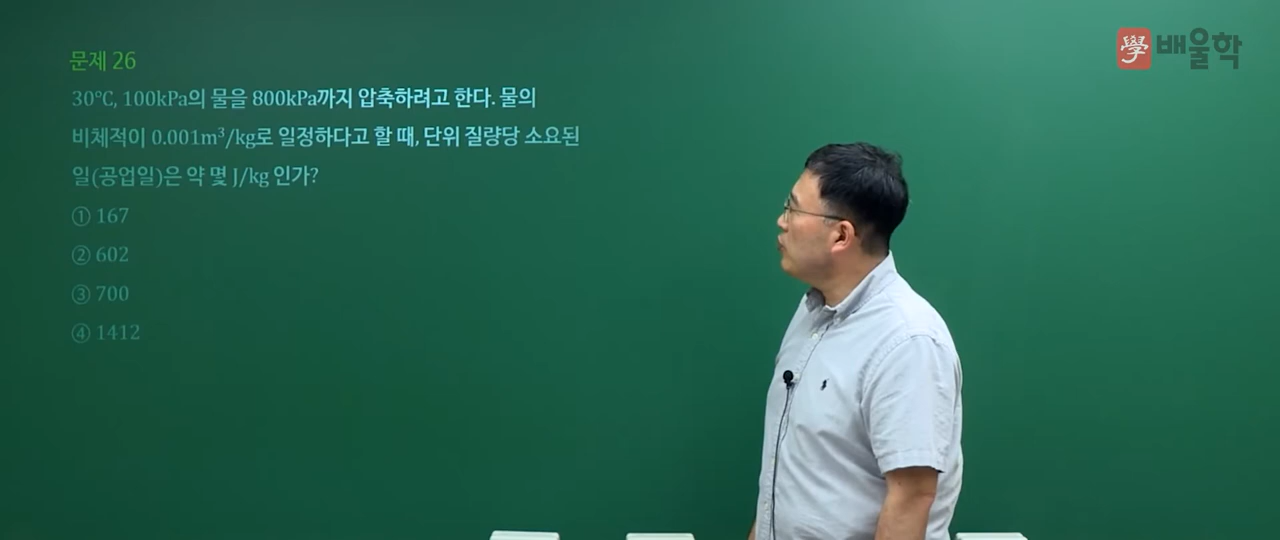 學 배울학
문제 26
30℃, 100kPa의 물을 800kPa까지 압축하려고 한다. 물의
비체적이 0.001m³/kg로 일정하다고 할 때, 단위 질량당 소요된
일(공업일)은 약 몇 J/kg 인가?
① 167
② 602
③ 700
④ 1412